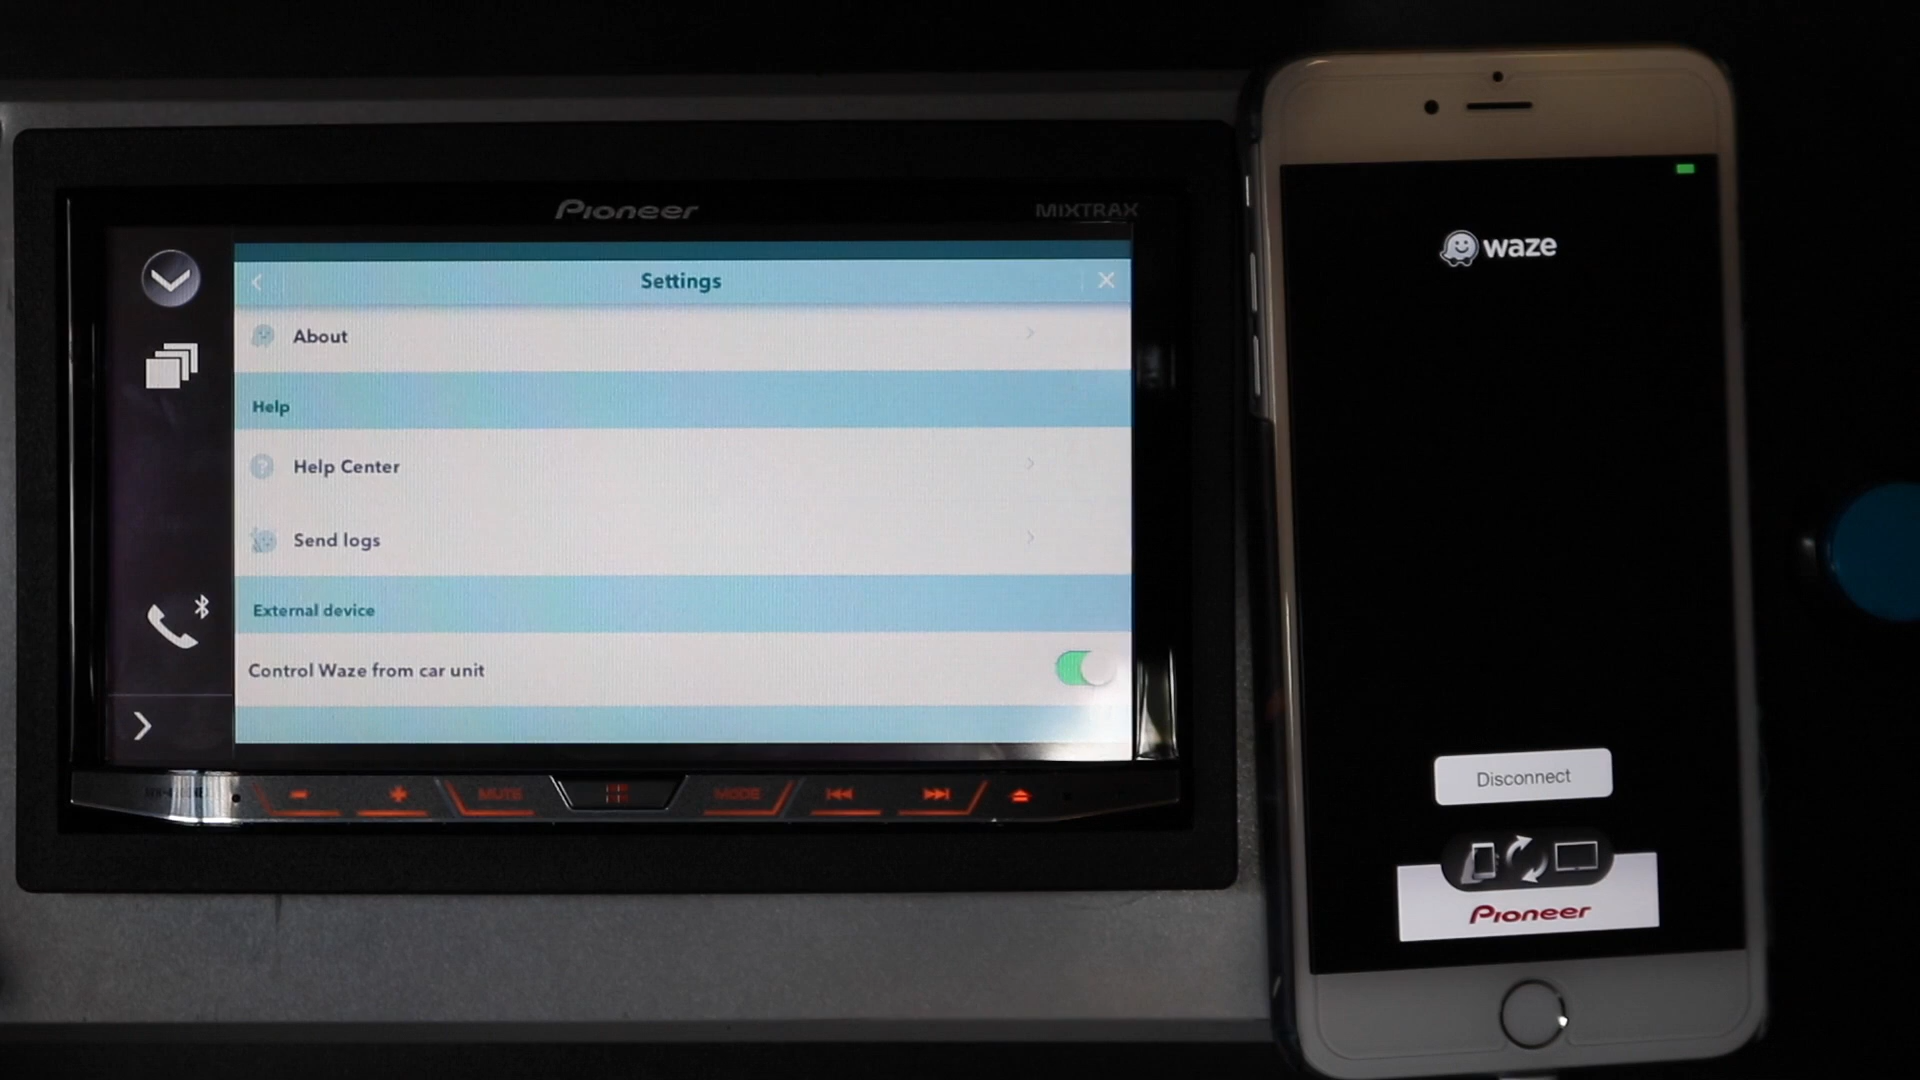 Pioneer
MIXTRAX
Settings
About
Help
Help Center
Send logs
External device
Control Waze from car unit
MUTE
MODE
waze
Disconnect
Pioneer